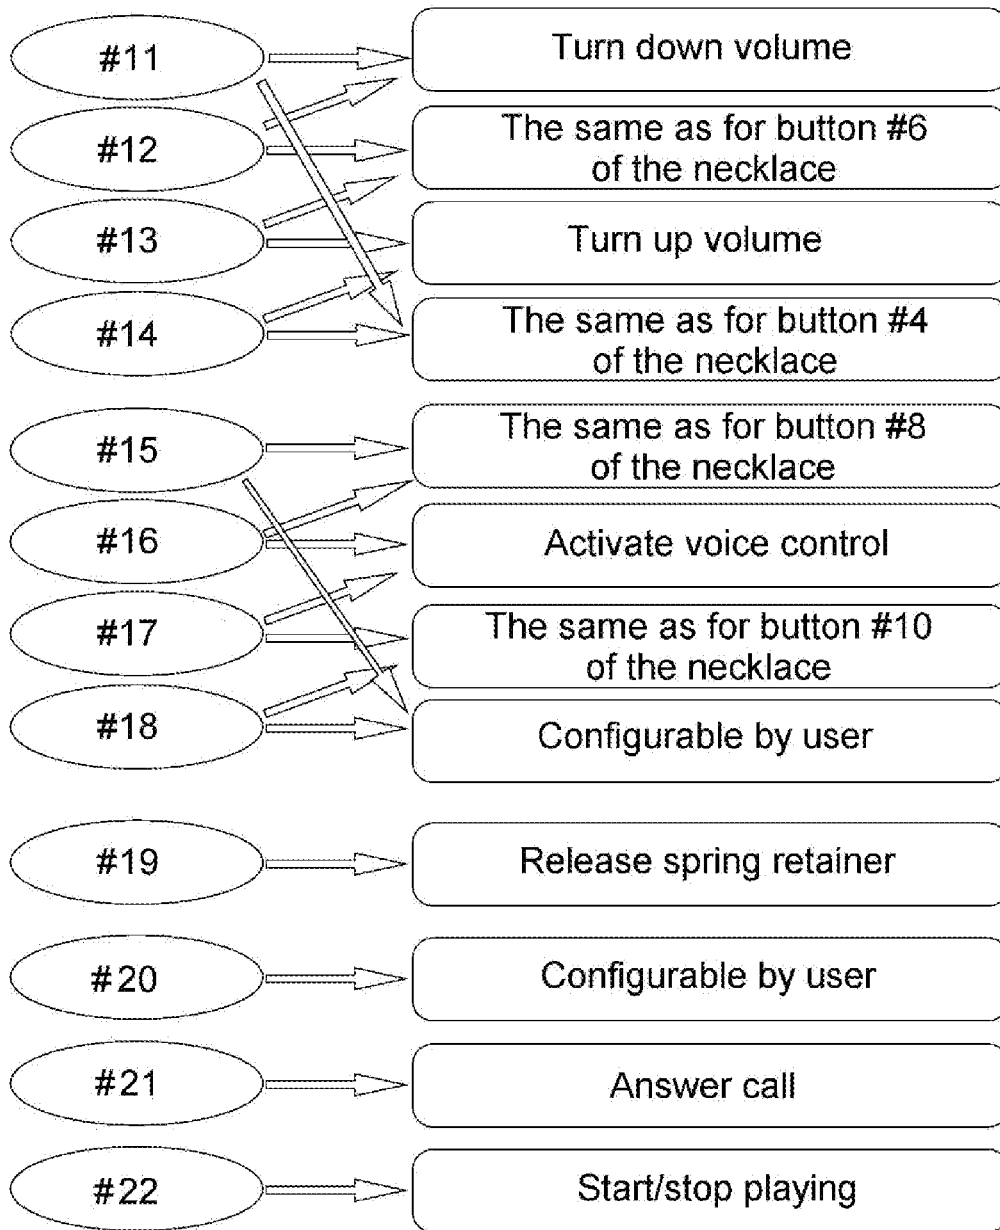 #11
Turn down volume
#12
The same as for button #6
of the necklace
#13
Turn up volume
#14
The same as for button #4
of the necklace
#15
The same as for button #8
of the necklace
#16
Activate voice control
#17
The same as for button #10
of the necklace
#18
Configurable by user
#19
Release spring retainer
#20
Configurable by user
#21
Answer call
#22
Start/stop playing